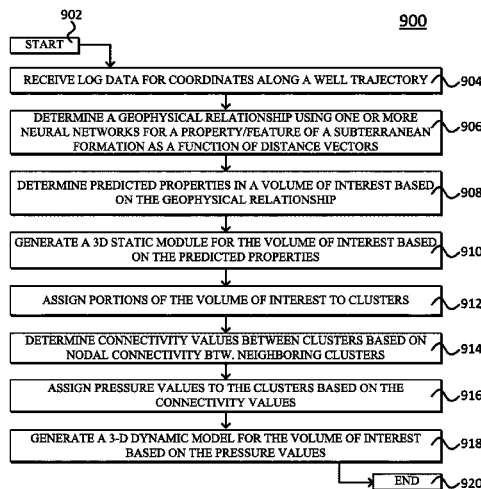 900
902
START
RECEIVE LOG DATA FOR COORDINATES ALONG A WELL TRAJECTORY
904
DETERMINE A GEOPHYSICAL RELATIONSHIP USING ONE OR MORE
NEURAL NETWORKS FOR A PROPERTY/FEATURE OF A SUBTERRANEAN
FORMATION AS A FUNCTION OF DISTANCE VECTORS
906
DETERMINE PREDICTED PROPERTIES IN A VOLUME OF INTEREST BASED
ON THE GEOPHYSICAL RELATIONSHIP
908
GENERATE A 3D STATIC MODULE FOR THE VOLUME OF INTEREST BASED
ON THE PREDICTED PROPERTIES
910
ASSIGN PORTIONS OF THE VOLUME OF INTEREST TO CLUSTERS
912
DETERMINE CONNECTIVITY VALUES BETWEEN CLUSTERS BASED ON
NODAL CONNECTIVITY BTW. NEIGHBORING CLUSTERS
914
ASSIGN PRESSURE VALUES TO THE CLUSTERS BASED ON THE
CONNECTIVITY VALUES
916
GENERATE A 3-D DYNAMIC MODEL FOR THE VOLUME OF INTEREST
BASED ON THE PRESSURE VALUES
918
END
920